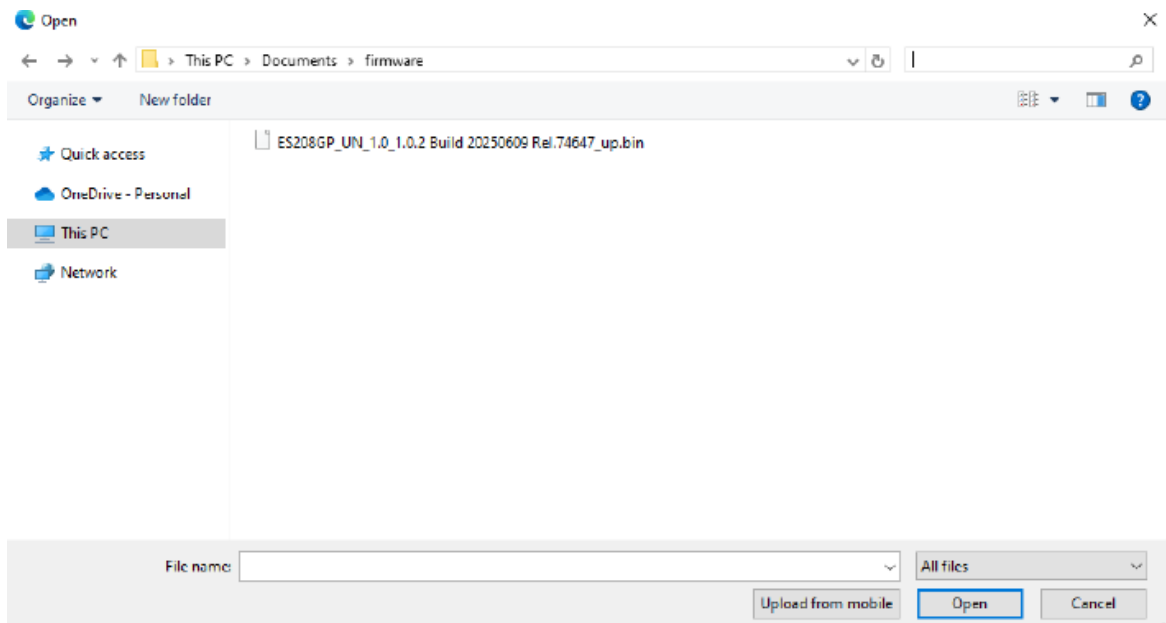 Open
This PC > Documents > firmware
Organize
New folder
Quick access
ES208GP_UN_1.0_1.0.2 Build 20250609 Rel.74647_up.bin
OneDrive - Personal
This PC
Network
File name:
All files
Upload from mobile
Open
Cancel